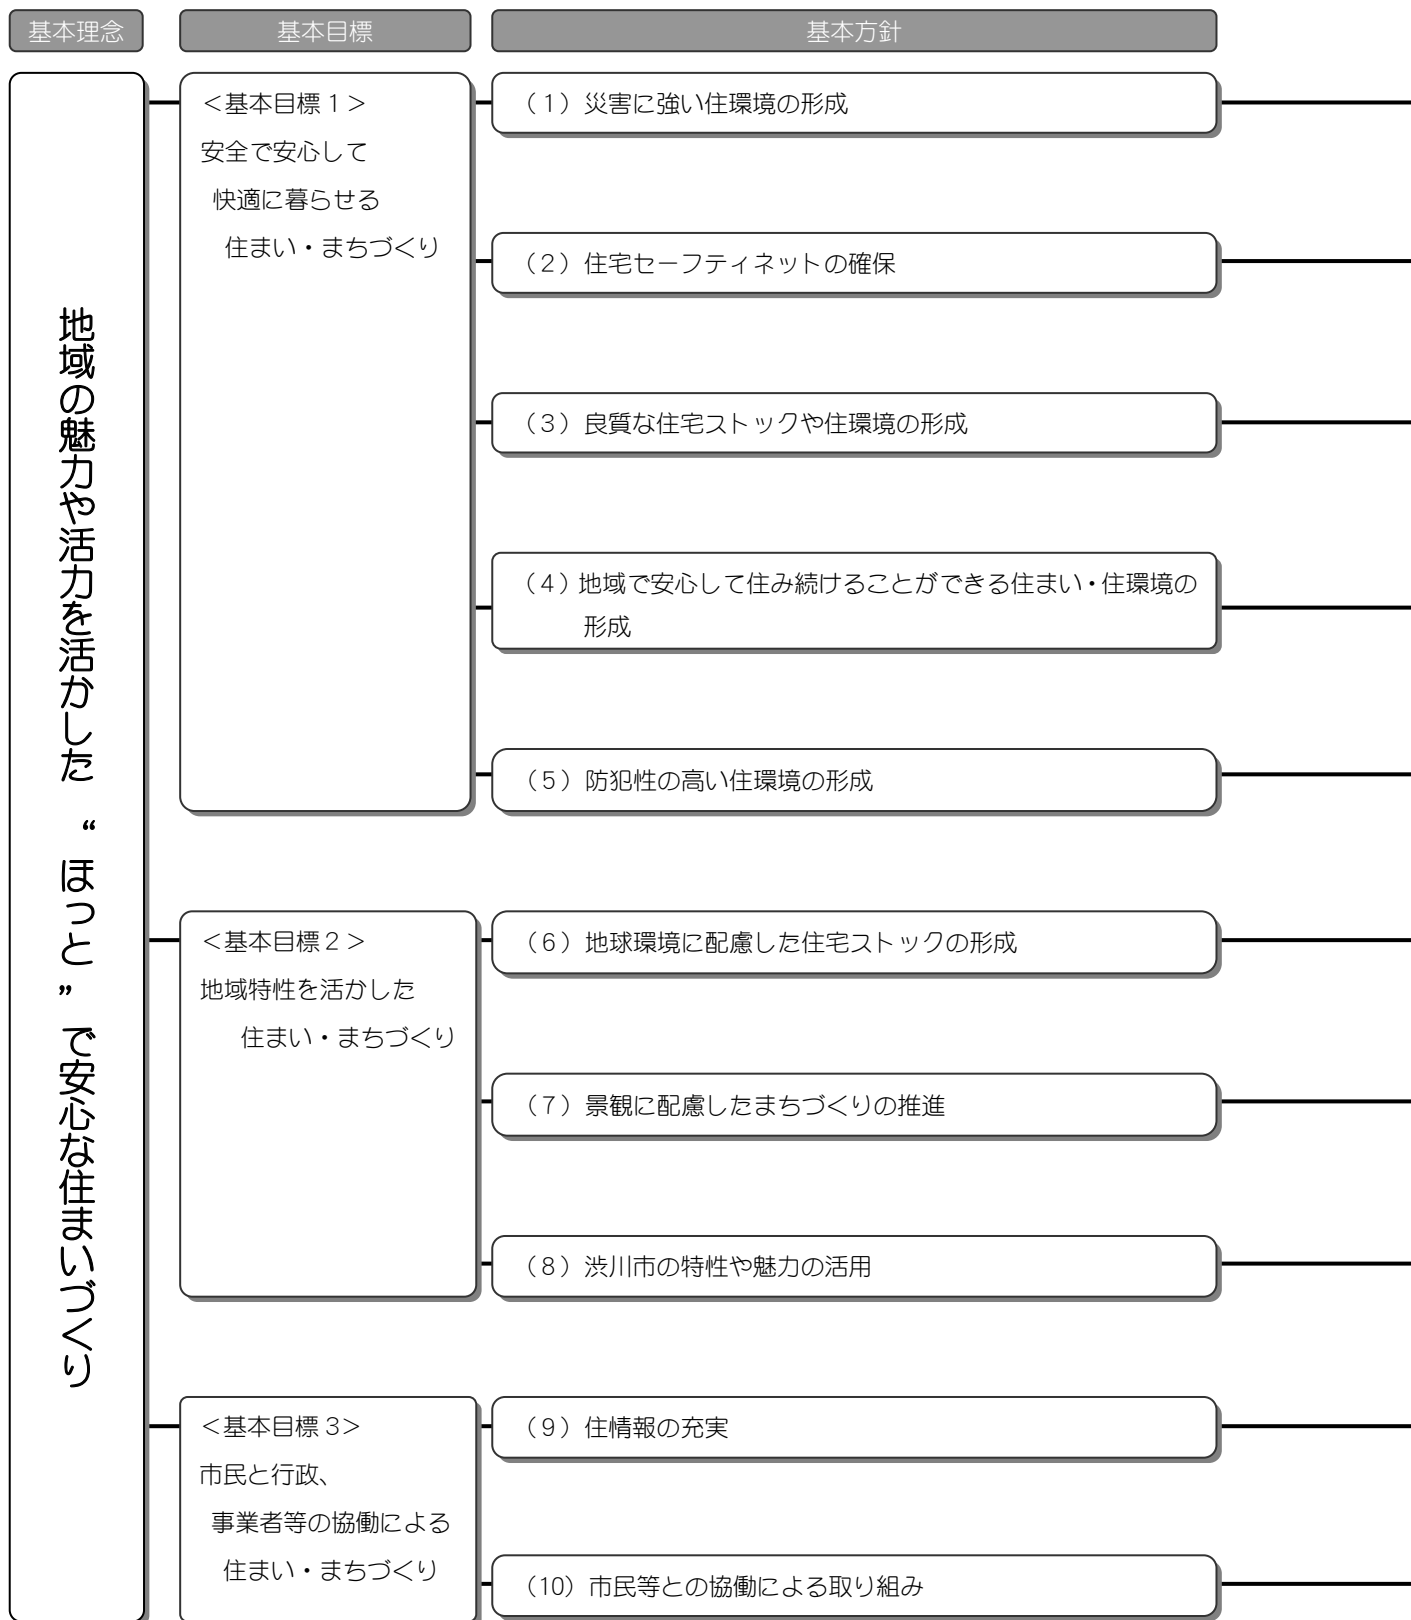 基本理念
基本目標
基本方針
地域の魅力や活力を活かした“ほっと”で安心な住まいづくり
＜基本目標１＞
安全で安心して
快適に暮らせる
住まい・まちづくり
（１）災害に強い住環境の形成
（２）住宅セーフティネットの確保
（３）良質な住宅ストックや住環境の形成
（４）地域で安心して住み続けることができる住まい・住環境の
形成
（５）防犯性の高い住環境の形成
＜基本目標２＞
地域特性を活かした
住まい・まちづくり
（６）地球環境に配慮した住宅ストックの形成
（７）景観に配慮したまちづくりの推進
（８）渋川市の特性や魅力の活用
＜基本目標３＞
市民と行政、
事業者等の協働による
住まい・まちづくり
（９）住情報の充実
（10）市民等との協働による取り組み